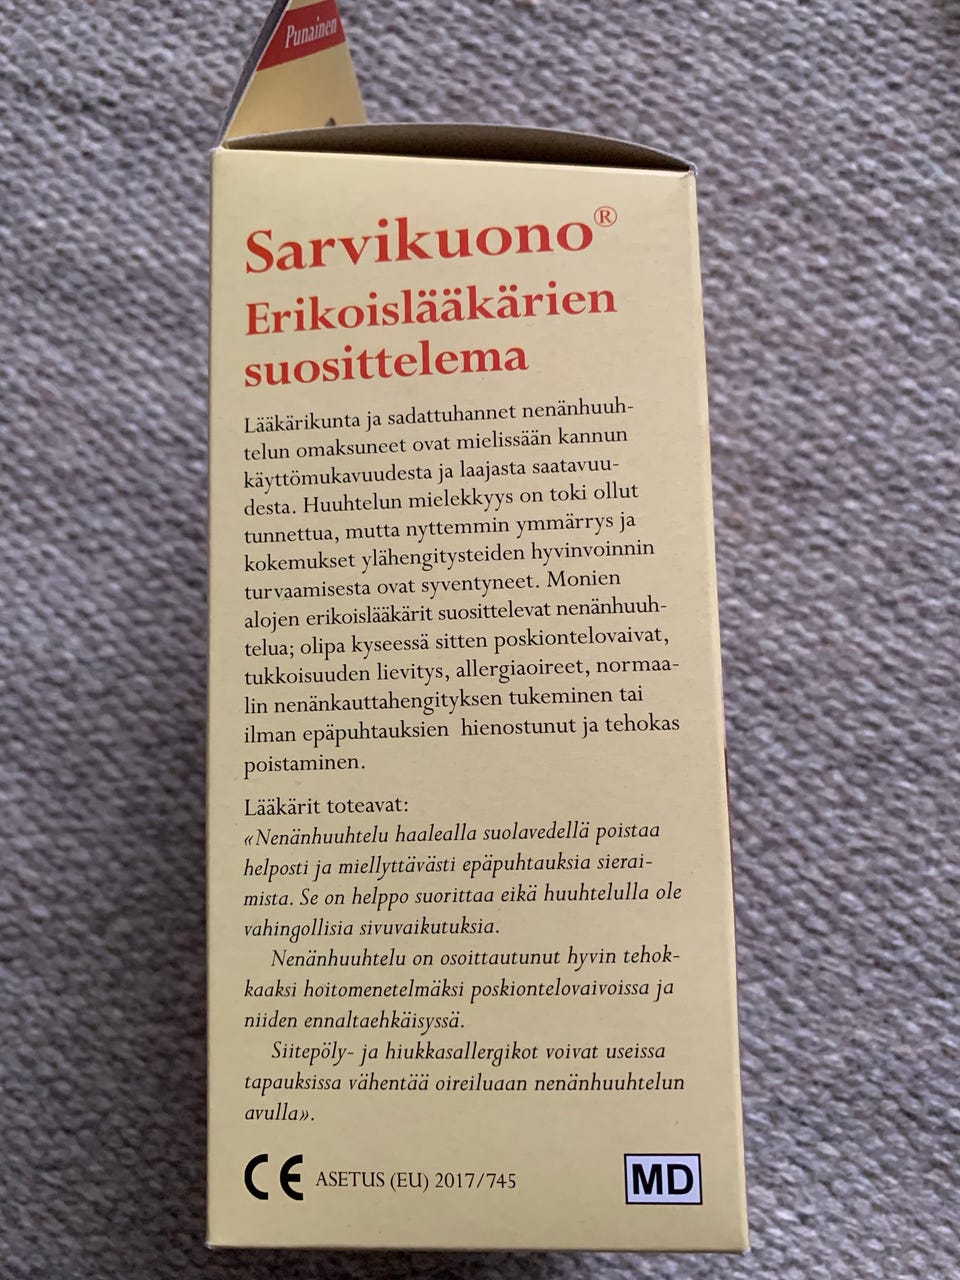 Punainen
Sarvikuono®
Erikoislääkärien
suosittelema
Lääkärikunta ja sadattuhannet nenänhuuh-
telun omaksuneet ovat mielissään kannun
käyttömukavuudesta ja laajasta saatavuu-
desta. Huuhtelun mielekkyys on toki ollut
tunnettua, mutta nyttemmin ymmärrys ja
kokemukset ylähengitysteiden hyvinvoinnin
turvaamisesta ovat syventyneet. Monien
alojen erikoislääkärit suosittelevat nenänhuuh-
telua; olipa kyseessä sitten poskiontelovaivat,
tukkoisuuden lievitys, allergiaoireet, normaa-
lin nenänkauttahengityksen tukeminen tai
ilman epäpuhtauksien hienostunut ja tehokas
poistaminen.
Lääkärit toteavat:
«Nenänhuuhtelu haalealla suolavedellä poistaa
helposti ja miellyttävästi epäpuhtauksia sierai-
mista. Se on helppo suorittaa eikä huuhtelulla ole
vahingollisia sivuvaikutuksia.
Nenänhuuhtelu on osoittautunut hyvin tehok-
kaaksi hoitomenetelmäksi poskiontelovaivoissa ja
niiden ennaltaehkäisyssä.
Siitepöly- ja hiukkasallergikot voivat useissa
tapauksissa vähentää oireiluaan nenänhuuhtelun
avulla».
CE ASETUS (EU) 2017/745 MD